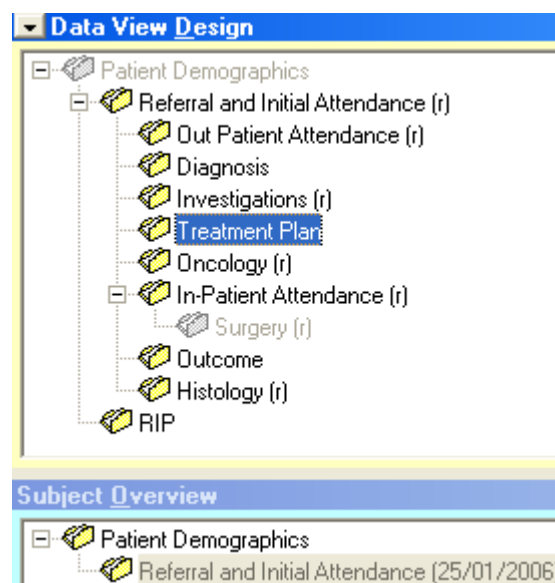 Data View Design
Patient Demographics
Referral and Initial Attendance (r)
Out Patient Attendance (r)
Diagnosis
Investigations (r)
Treatment Plan
Oncology (r)
In-Patient Attendance (r)
Surgery (r)
Outcome
Histology (r)
RIP
Subject Overview
Patient Demographics
Referral and Initial Attendance (25/01/2006